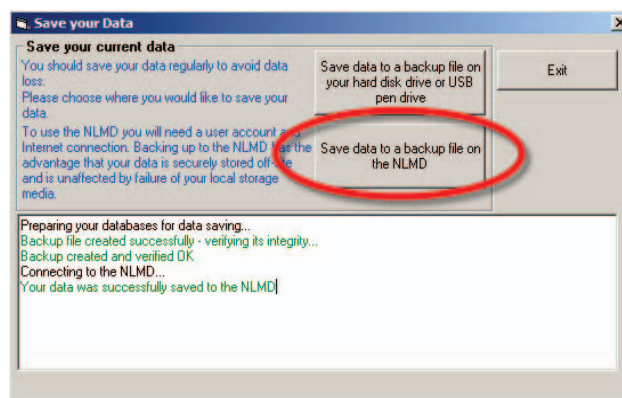 Save your Data
Save your current data
You should save your data regularly to avoid data
loss.
Please choose where you would like to save your
data.
To use the NLMD you will need a user account and
Internet connection. Backing up to the NLMD has the
advantage that your data is securely stored off-site
and is unaffected by failure of your local storage
media.
Save data to a backup file on
your hard disk drive or USB
pen drive
Save data to a backup file on
the NLMD
Exit
Preparing your databases for data saving...
Backup file created successfully - verifying its integrity...
Backup created and verified OK
Connecting to the NLMD...
Your data was successfully saved to the NLMD